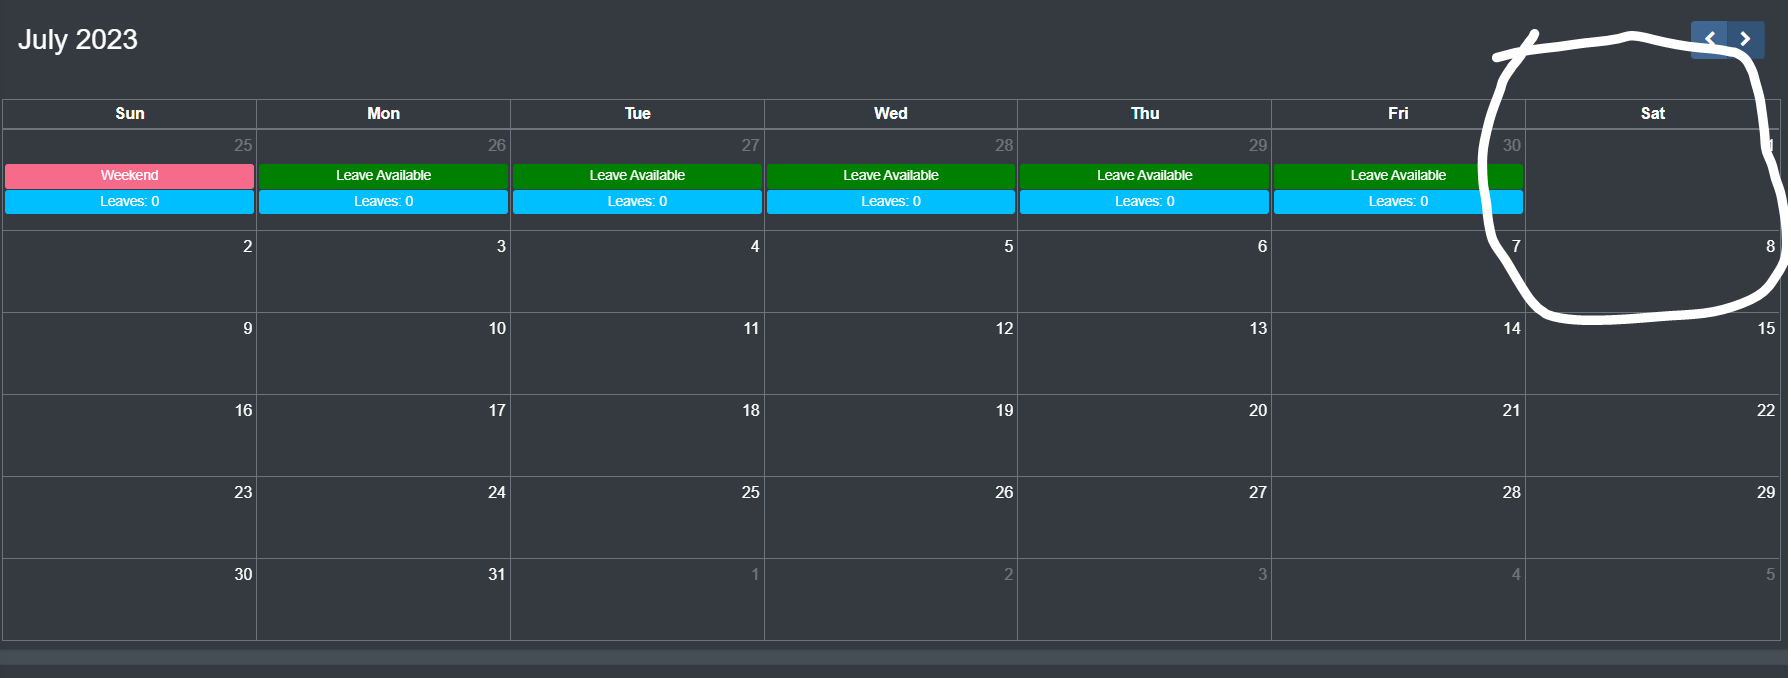 July 2023
Sun Mon Tue Wed Thu Fri Sat
25 26 27 28 29 30 1
Weekend Leave Available Leave Available Leave Available Leave Available Leave Available
Leaves: 0 Leaves: 0 Leaves: 0 Leaves: 0 Leaves: 0 Leaves: 0
2 3 4 5 6 7 8
9 10 11 12 13 14 15
16 17 18 19 20 21 22
23 24 25 26 27 28 29
30 31 1 2 3 4 5